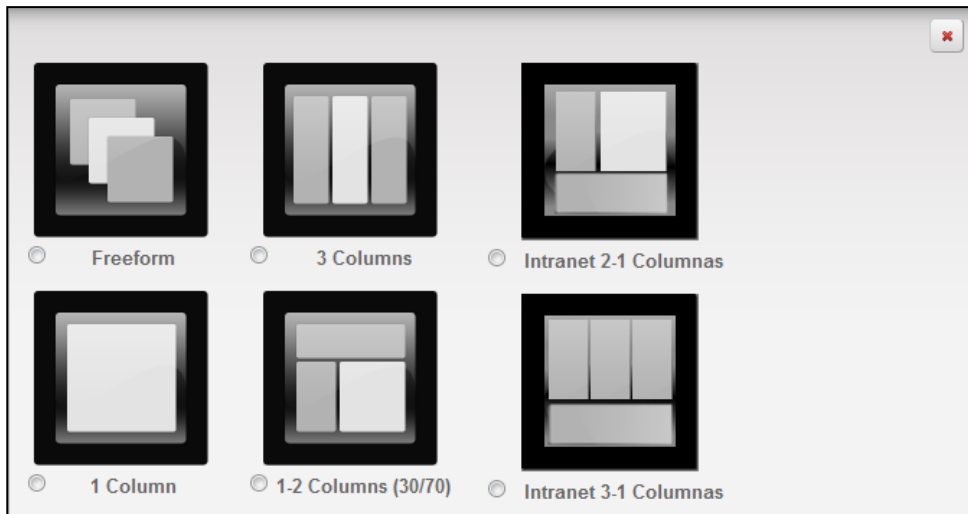 Freeform
3 Columns
Intranet 2-1 Columnas
1 Column
1-2 Columns (30/70)
Intranet 3-1 Columnas